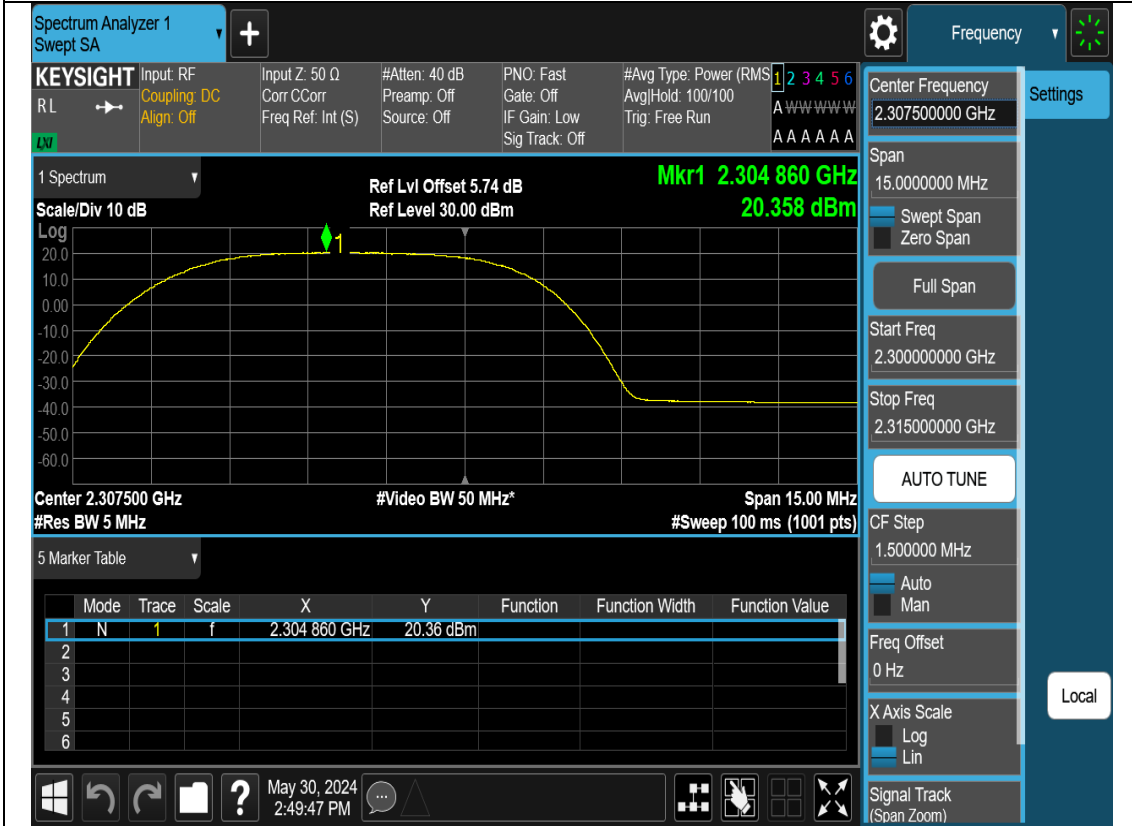 Spectrum Analyzer 1
Swept SA
+
Frequency
KEYSIGHT
RL
LXI
Input: RF
Coupling: DC
Align: Off
Input Z: 50 Ω
Corr CCorr
Freq Ref: Int (S)
#Atten: 40 dB
Preamp: Off
Source: Off
PNO: Fast
Gate: Off
IF Gain: Low
Sig Track: Off
#Avg Type: Power (RMS
Avg|Hold: 100/100
Trig: Free Run
1 2 3 4 5 6
A W W W W W
A A A A A A
Center Frequency
2.307500000 GHz
Settings
Span
15.0000000 MHz
Swept Span
Zero Span
Full Span
Start Freq
2.300000000 GHz
Stop Freq
2.315000000 GHz
AUTO TUNE
CF Step
1.500000 MHz
Auto
Man
Freq Offset
0 Hz
X Axis Scale
Log
Lin
Signal Track
(Span Zoom)
Local
1 Spectrum
Scale/Div 10 dB
Ref Lvl Offset 5.74 dB
Ref Level 30.00 dBm
Mkr1 2.304 860 GHz
20.358 dBm
Log
1
20.0
10.0
0.00
-10.0
-20.0
-30.0
-40.0
-50.0
-60.0
Center 2.307500 GHz
#Video BW 50 MHz*
Span 15.00 MHz
#Res BW 5 MHz
#Sweep 100 ms (1001 pts)
5 Marker Table
Mode Trace Scale X Y Function Function Width Function Value
1 N 1 f 2.304 860 GHz 20.36 dBm
2
3
4
5
6
?
May 30, 2024
2:49:47 PM